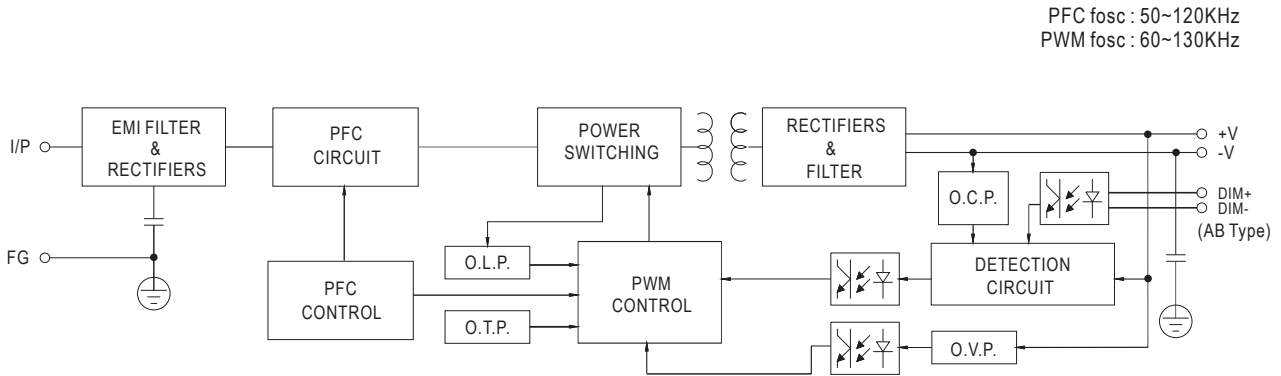 PFC fosc : 50~120KHz
PWM fosc : 60~130KHz
I/P
EMI FILTER
&
RECTIFIERS
PFC
CIRCUIT
POWER
SWITCHING
RECTIFIERS
&
FILTER
+V
-V
O.C.P.
DIM+
DIM-
(AB Type)
FG
O.L.P.
PFC
CONTROL
PWM
CONTROL
DETECTION
CIRCUIT
O.T.P.
O.V.P.